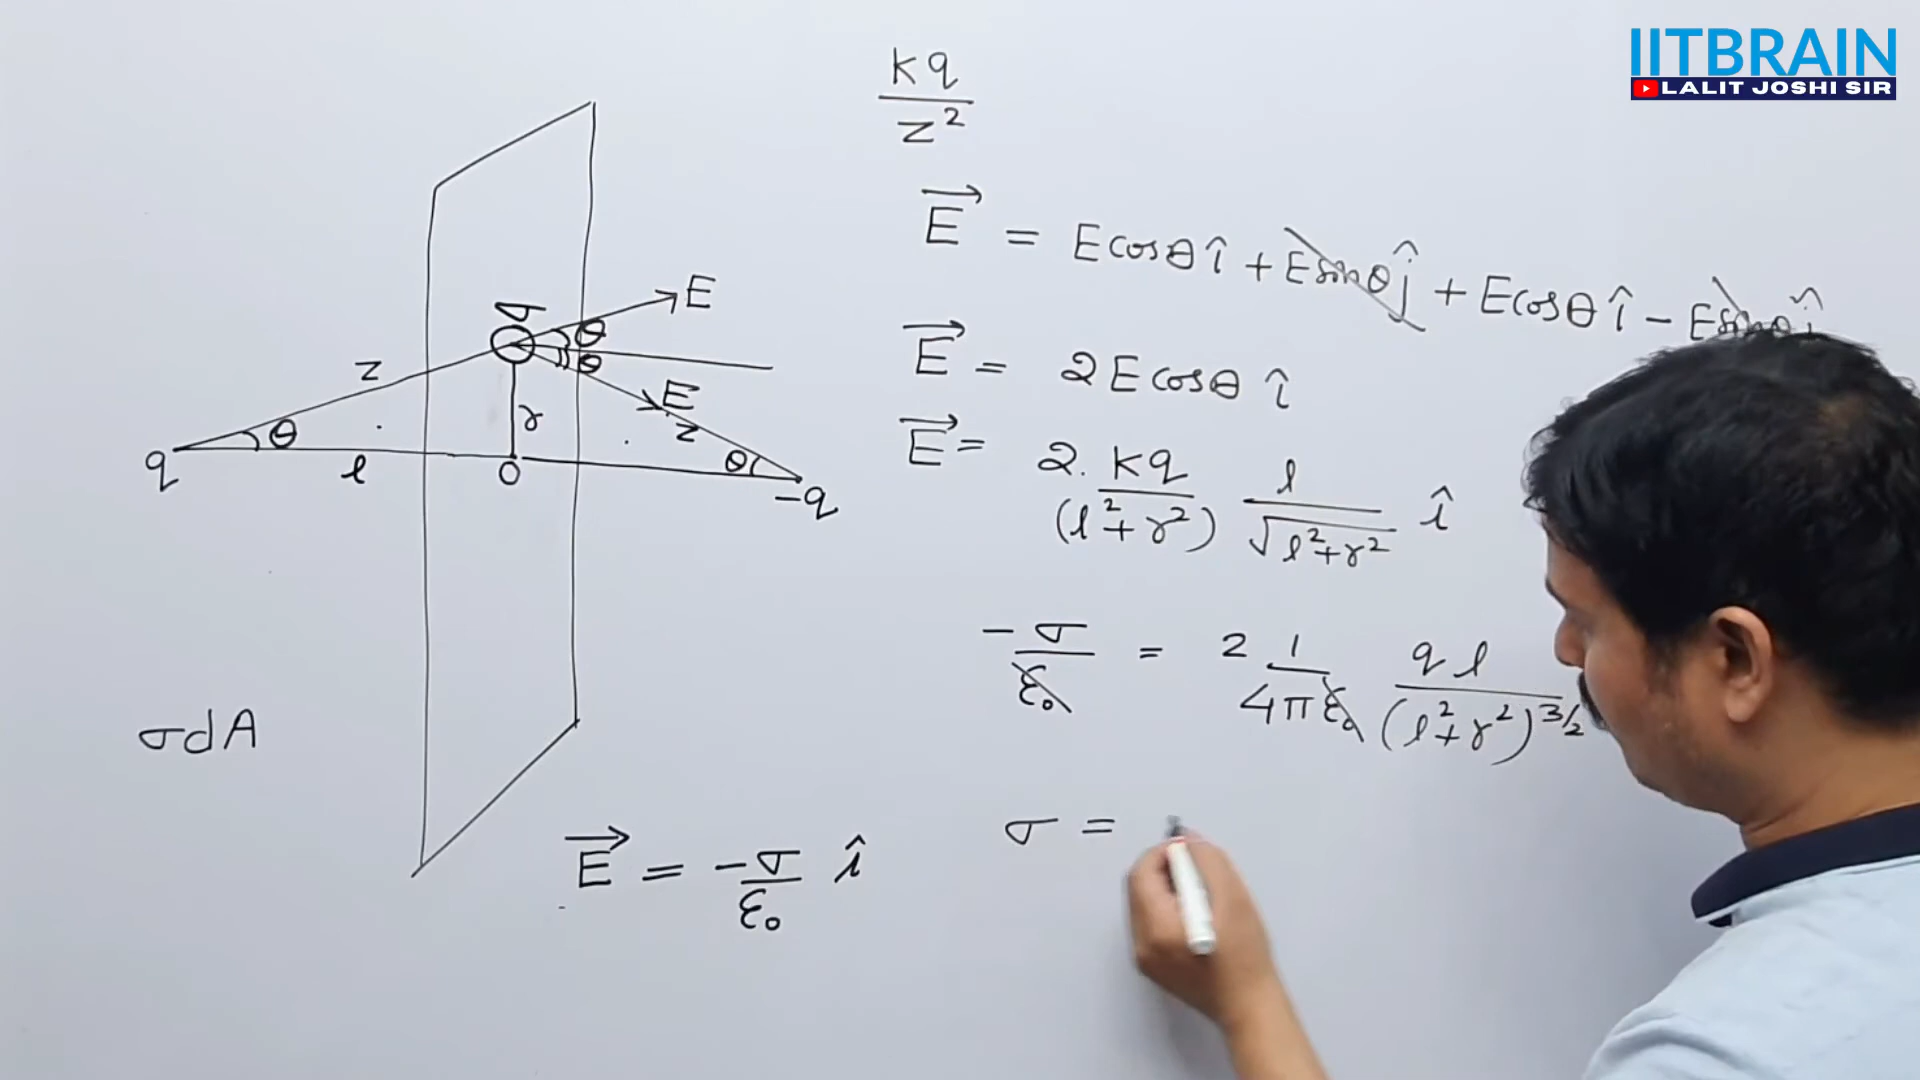 IITBRAIN
LALIT JOSHI SIR
kq
z²
E⃗ = E cosθ î + E sinθ ĵ + E cosθ î − E sinθ ĵ
E⃗ = 2E cosθ î
E⃗ = 2. kq/(l²+r²) l/√(l²+r²) î
−σ/ε₀ = 2 1/4πε₀ ql/(l²+r²)^3/2
σ =
σ
E
θ
θ
E
z
z
r
θ
θ
q
l
O
−q
σdA
E⃗ = −σ/ε₀ î